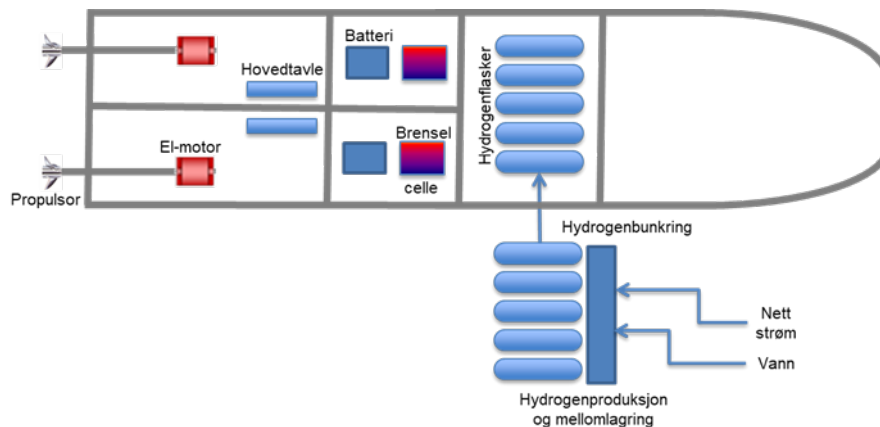 Batteri
Hovedtavle
Hydrogenflasker
El-motor
Brensel
celle
Propulsor
Hydrogenbunkring
Nett
strøm
Vann
Hydrogenproduksjon
og mellomlagring